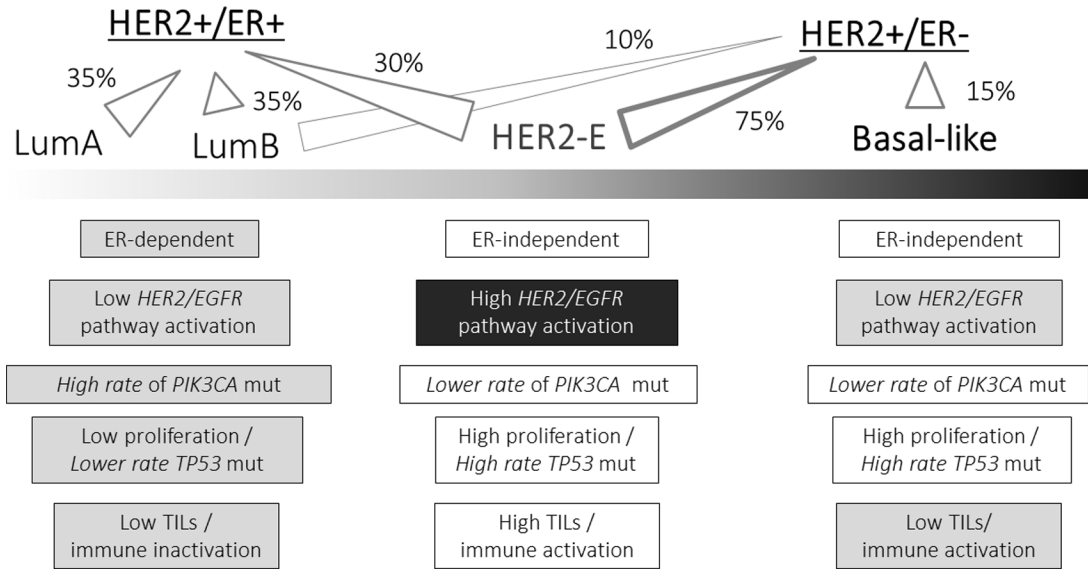 HER2+/ER+
HER2+/ER-
35%
35%
30%
10%
75%
15%
LumA
LumB
HER2-E
Basal-like
ER-dependent
ER-independent
ER-independent
Low HER2/EGFR
pathway activation
High HER2/EGFR
pathway activation
Low HER2/EGFR
pathway activation
High rate of PIK3CA mut
Lower rate of PIK3CA mut
Lower rate of PIK3CA mut
Low proliferation /
Lower rate TP53 mut
High proliferation /
High rate TP53 mut
High proliferation /
High rate TP53 mut
Low TILs /
immune inactivation
High TILs /
immune activation
Low TILs/
immune activation